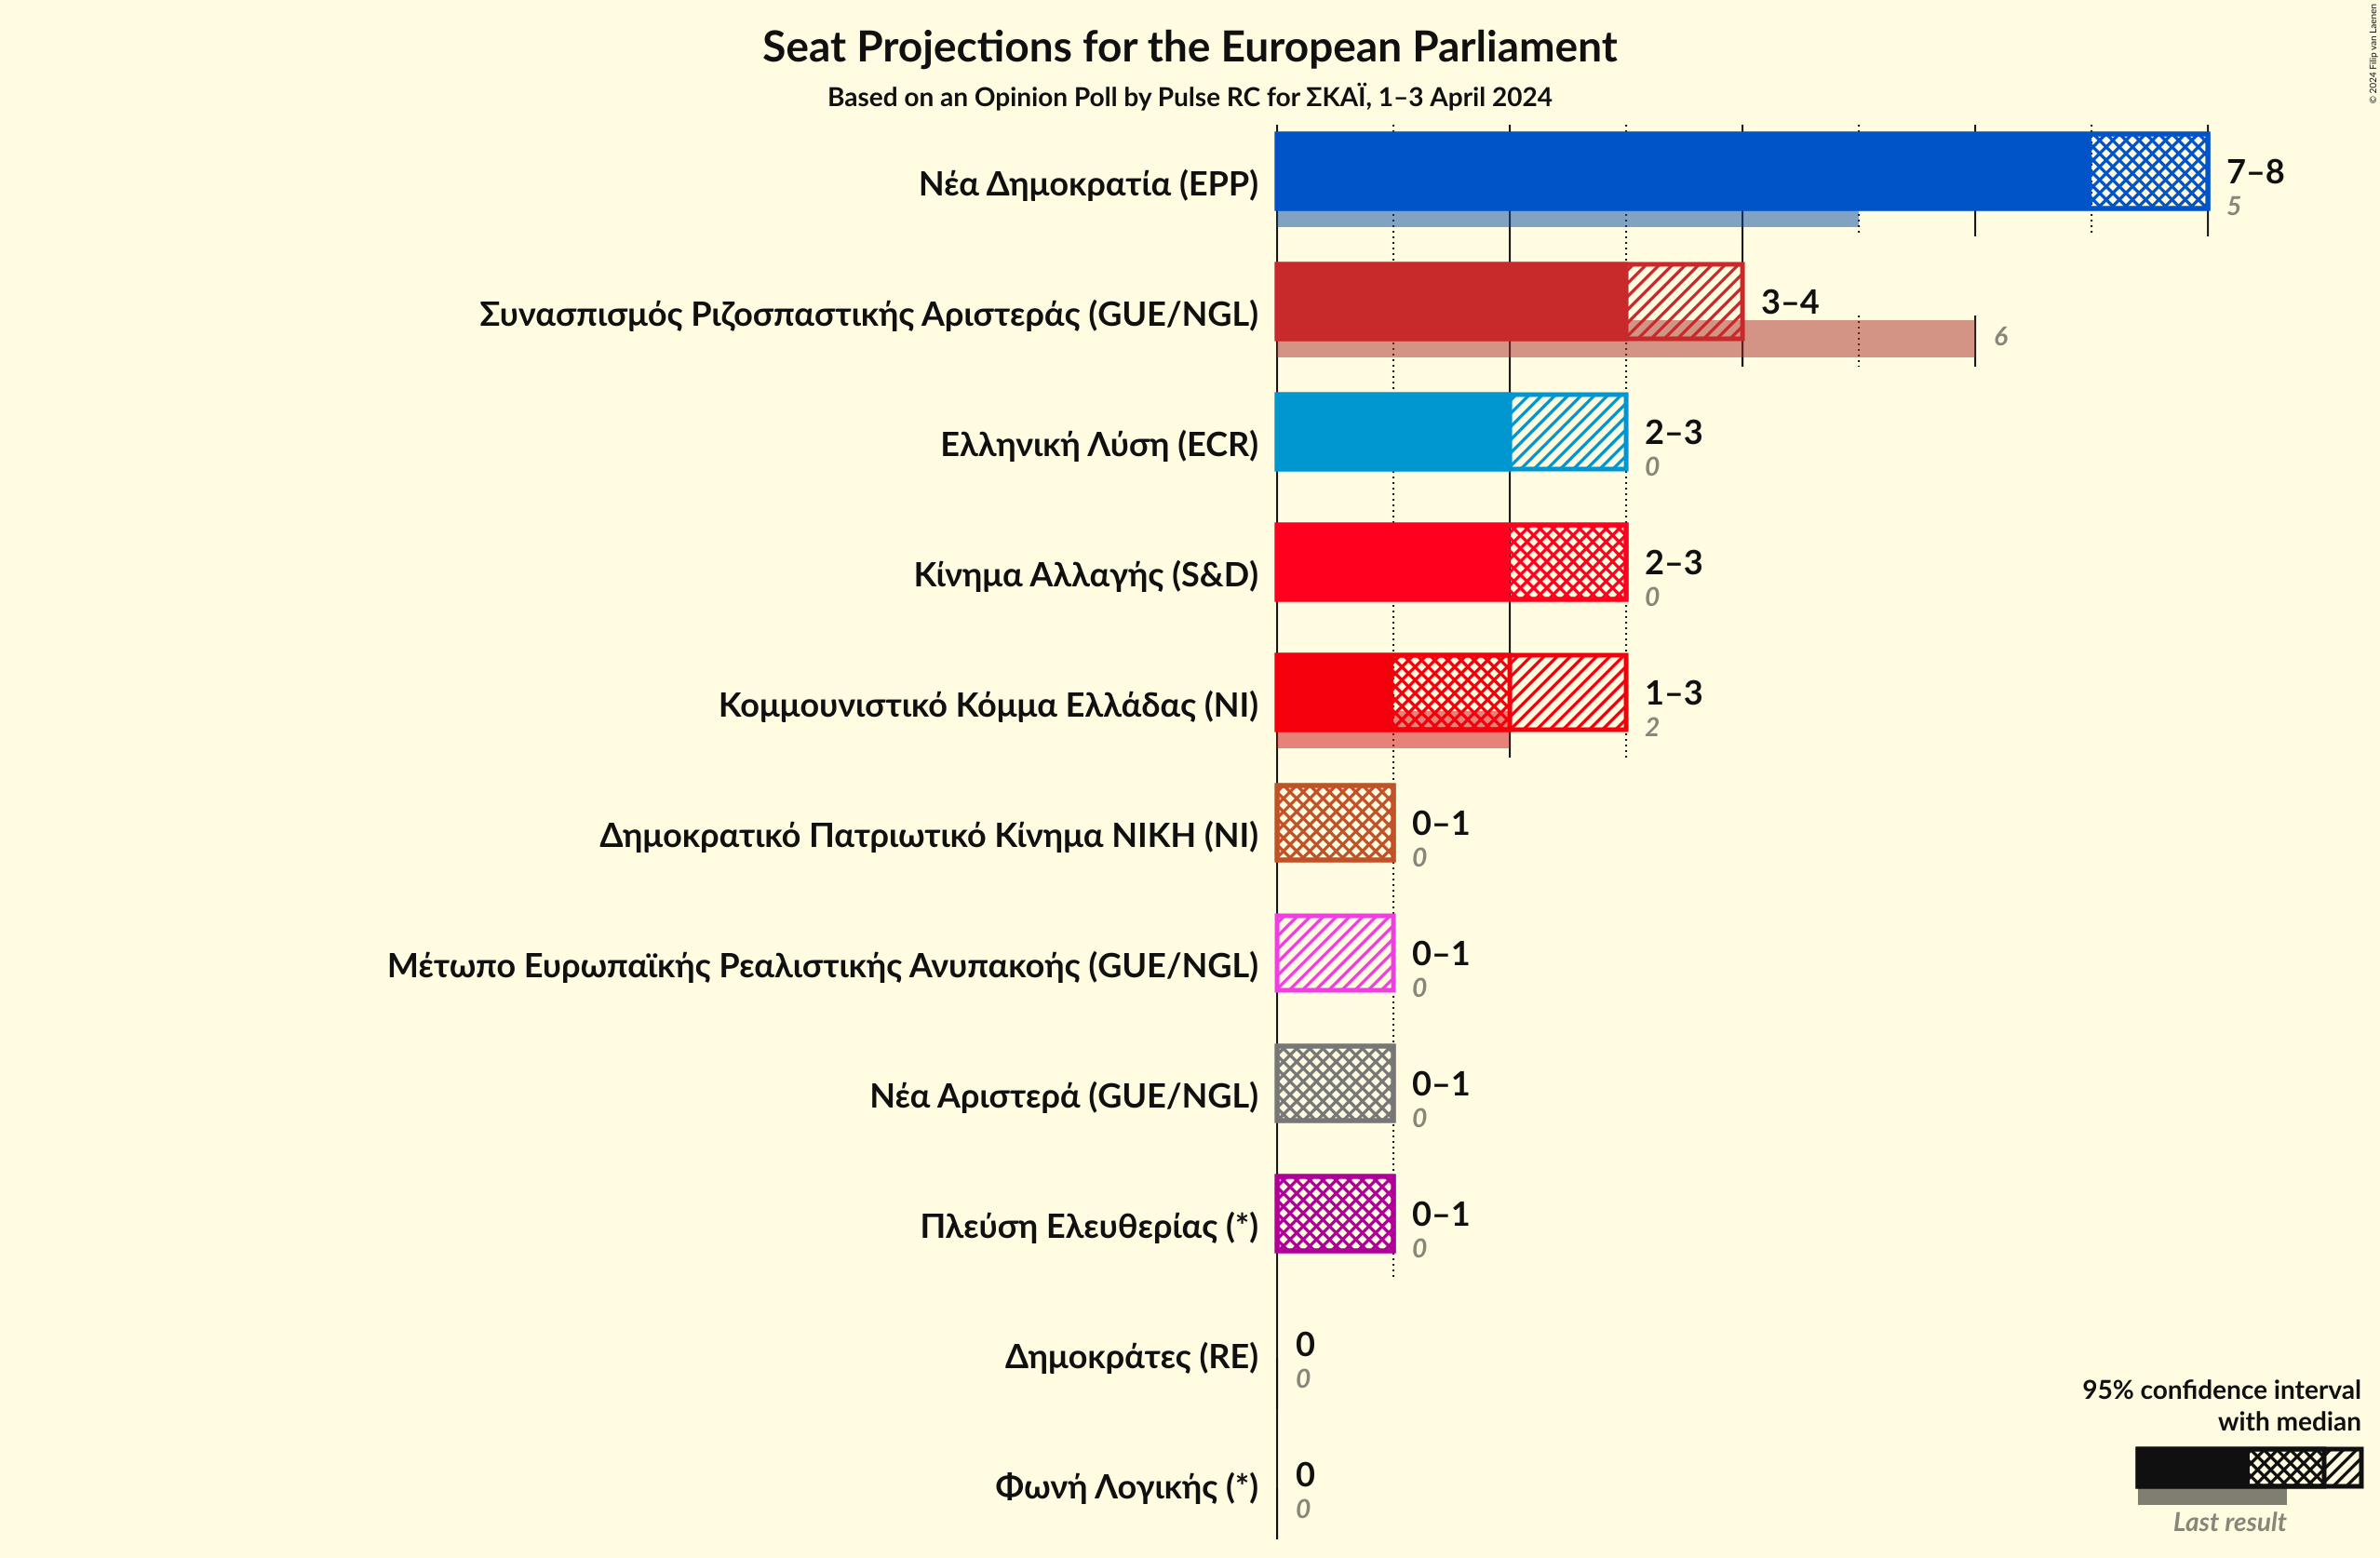 Seat Projections for the European Parliament
Based on an Opinion Poll by Pulse RC for ΣΚΑΪ, 1–3 April 2024
© 2024 Filip van Laenen
Νέα Δημοκρατία (EPP)
7–8
5
Συνασπισμός Ριζοσπαστικής Αριστεράς (GUE/NGL)
3–4
6
Ελληνική Λύση (ECR)
2–3
0
Κίνημα Αλλαγής (S&D)
2–3
0
Κομμουνιστικό Κόμμα Ελλάδας (NI)
1–3
2
Δημοκρατικό Πατριωτικό Κίνημα ΝΙΚΗ (NI)
0–1
0
Μέτωπο Ευρωπαϊκής Ρεαλιστικής Ανυπακοής (GUE/NGL)
0–1
0
Νέα Αριστερά (GUE/NGL)
0–1
0
Πλεύση Ελευθερίας (*)
0–1
0
Δημοκράτες (RE)
0
0
Φωνή Λογικής (*)
0
0
95% confidence interval
with median
Last result